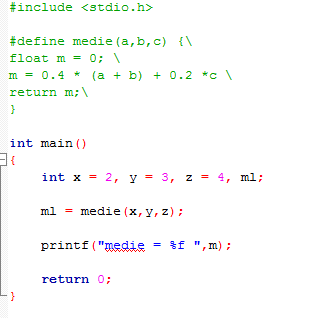 #include <stdio.h>
#define medie(a,b,c) {\
float m = 0; \
m = 0.4 * (a + b) + 0.2 *c \
return m;\
}
int main()
{
int x = 2, y = 3, z = 4, ml;
ml = medie(x,y,z);
printf("medie = %f ",m);
return 0;
}